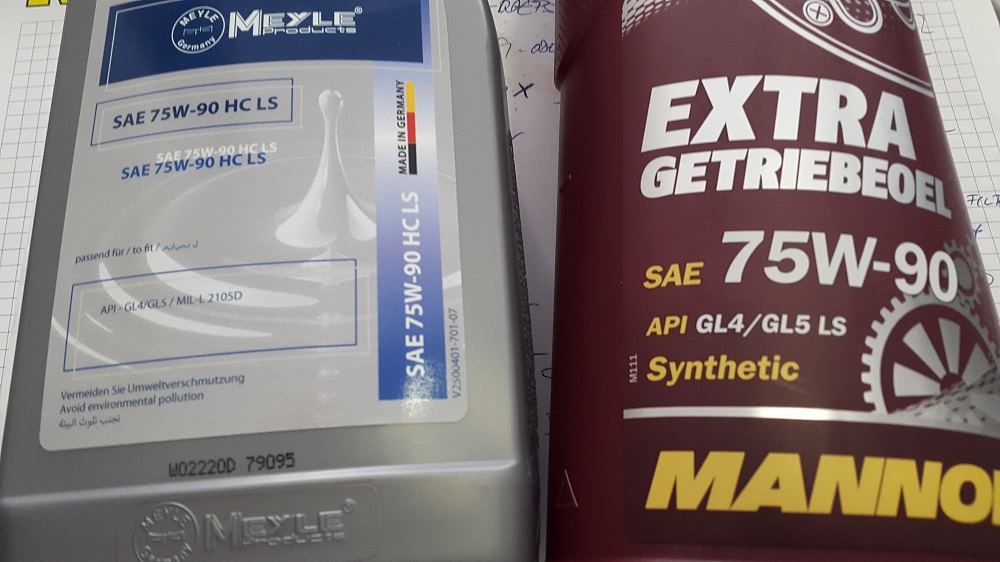 MEYLE
Germany
MEYLE®
Products
SAE 75W-90 HC LS
SAE 75W-90 HC LS
SAE 75W-90 HC LS
MADE IN GERMANY
SAE 75W-90 HC LS
passend für / to fit /
API - GL4/GL5 / MIL-L 2105D
V2500401-701-07
Vermeiden Sie Umweltverschmutzung
Avoid environmental pollution
تجنب تلوث البيئة
W02220D 79095
MEYLE
Germany
MEYLE®
Products
EXTRA
GETRIEBEOEL
SAE 75W-90
API GL4/GL5 LS
Synthetic
M111
MANNO